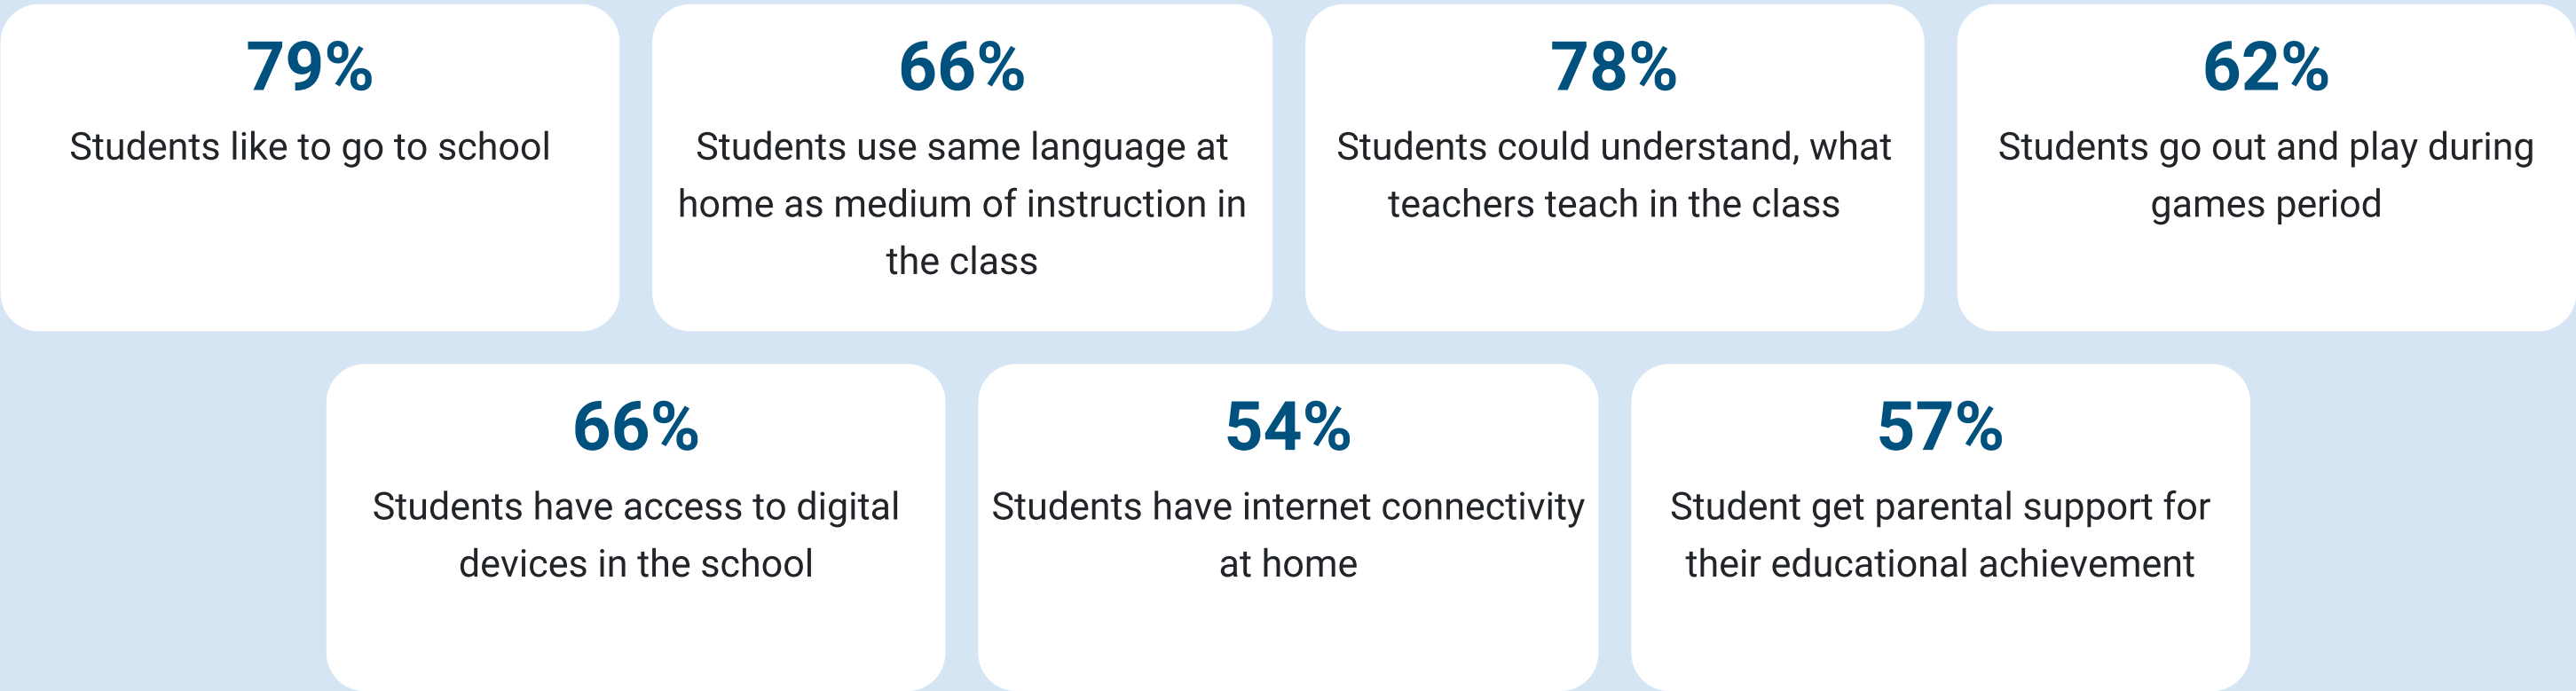 79%
Students like to go to school
66%
Students use same language at
home as medium of instruction in
the class
78%
Students could understand, what
teachers teach in the class
62%
Students go out and play during
games period
66%
Students have access to digital
devices in the school
54%
Students have internet connectivity
at home
57%
Student get parental support for
their educational achievement